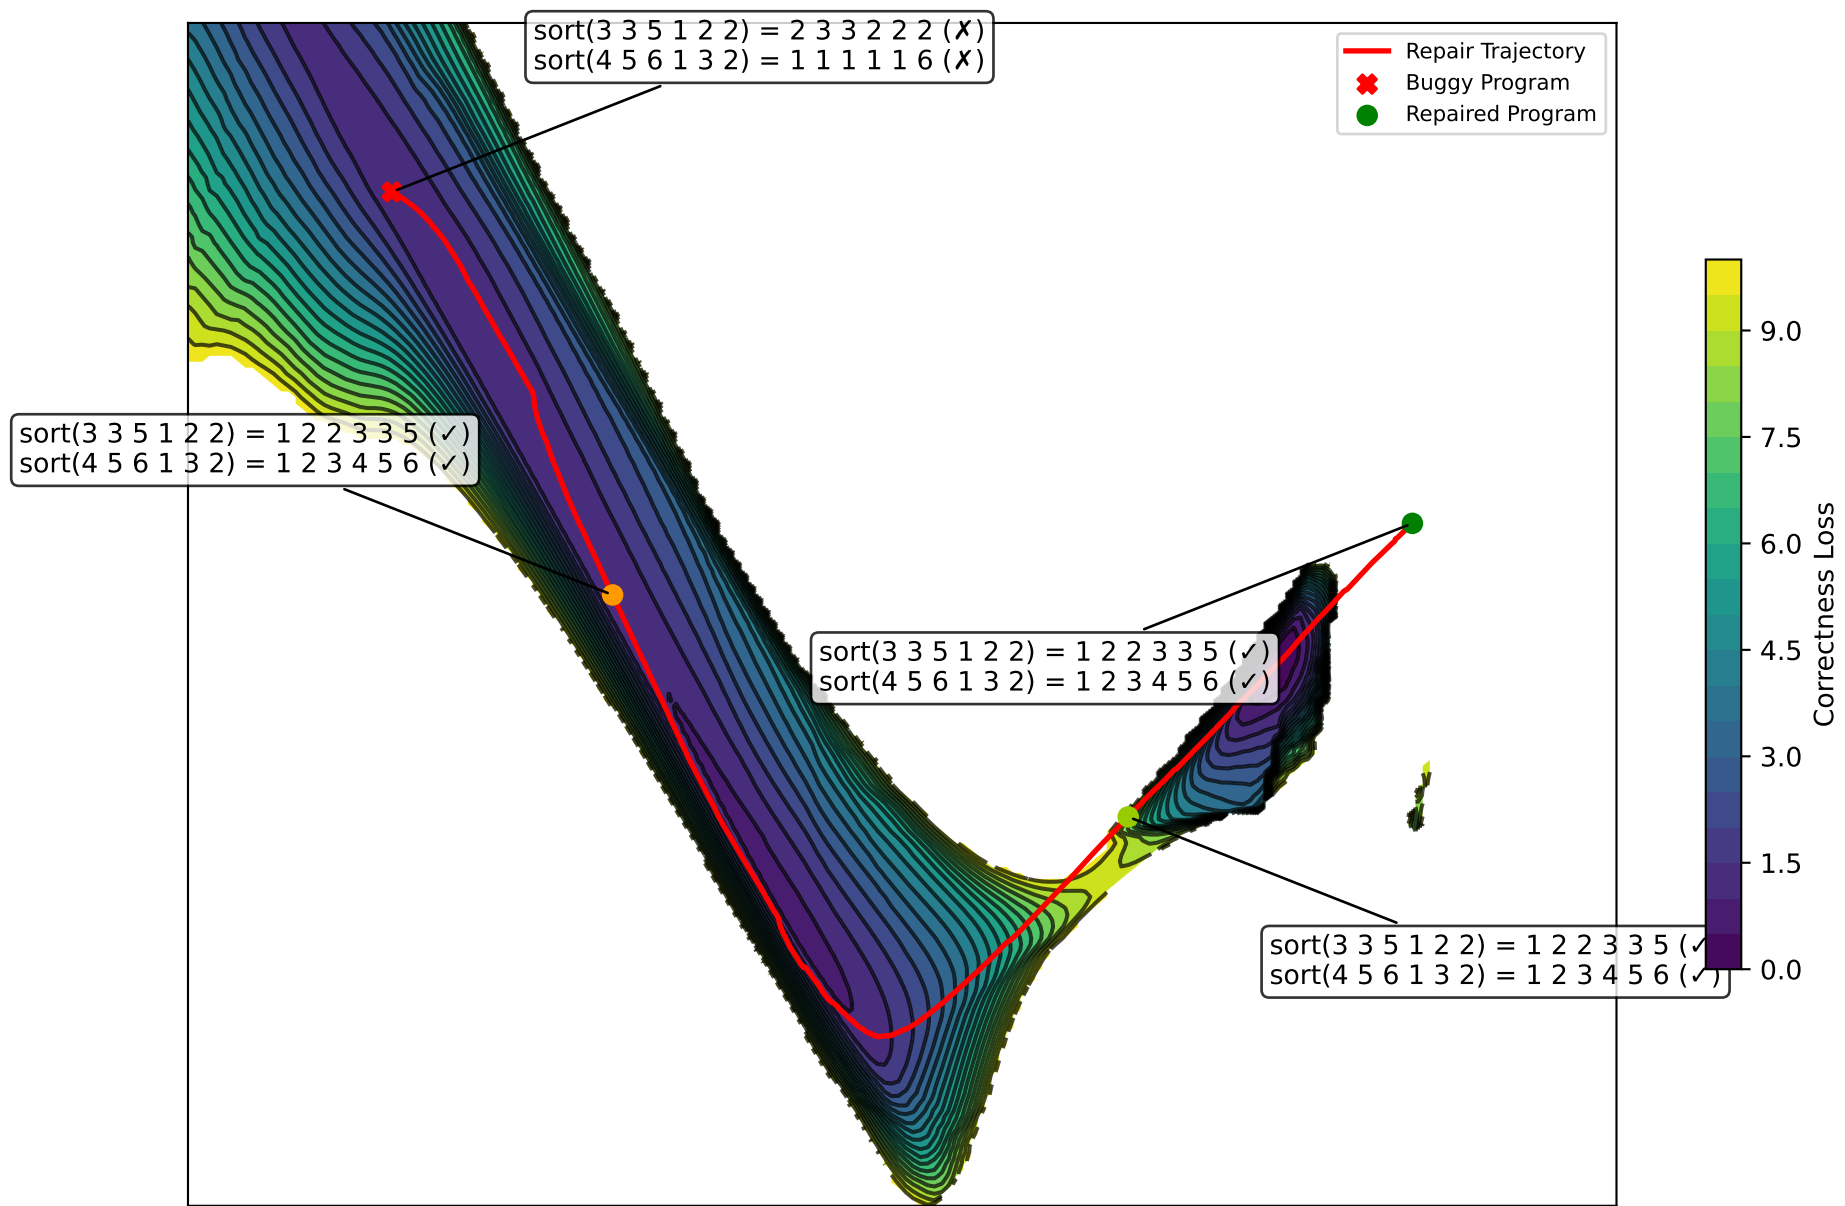 sort(3 3 5 1 2 2) = 2 3 3 2 2 2 (✗)
sort(4 5 6 1 3 2) = 1 1 1 1 1 6 (✗)
Repair Trajectory
Buggy Program
Repaired Program
sort(3 3 5 1 2 2) = 1 2 2 3 3 5 (✓)
sort(4 5 6 1 3 2) = 1 2 3 4 5 6 (✓)
sort(3 3 5 1 2 2) = 1 2 2 3 3 5 (✓)
sort(4 5 6 1 3 2) = 1 2 3 4 5 6 (✓)
sort(3 3 5 1 2 2) = 1 2 2 3 3 5 (✓
sort(4 5 6 1 3 2) = 1 2 3 4 5 6 (✓)
9.0
7.5
6.0
4.5
3.0
1.5
0.0
Correctness Loss